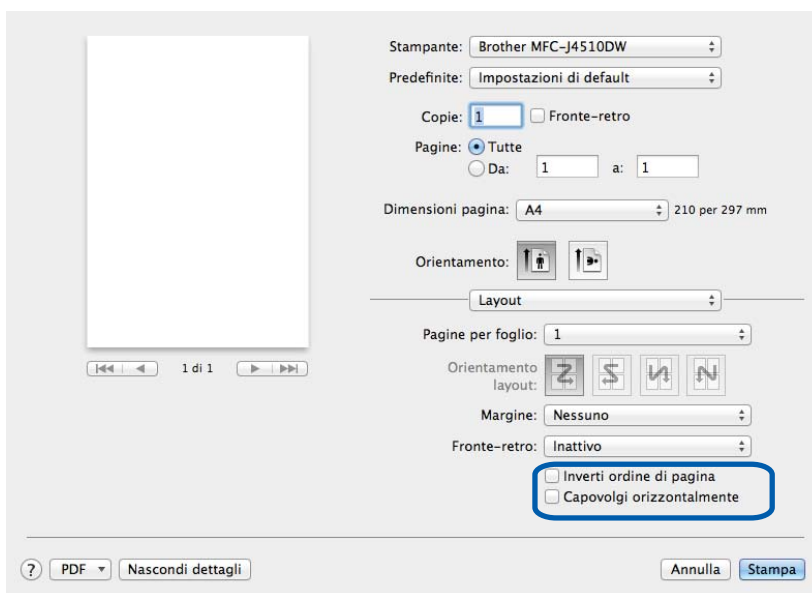 Stampante: Brother MFC-J4510DW
Predefinite: Impostazioni di default
Copie: 1 Fronte-retro
Pagine: Tutte
Da: 1 a: 1
Dimensioni pagina: A4 210 per 297 mm
Orientamento:
Layout
Pagine per foglio: 1
1 di 1
Orientamento
layout:
Margine: Nessuno
Fronte-retro: Inattivo
Inverti ordine di pagina
Capovolgi orizzontalmente
? PDF Nascondi dettagli Annulla Stampa